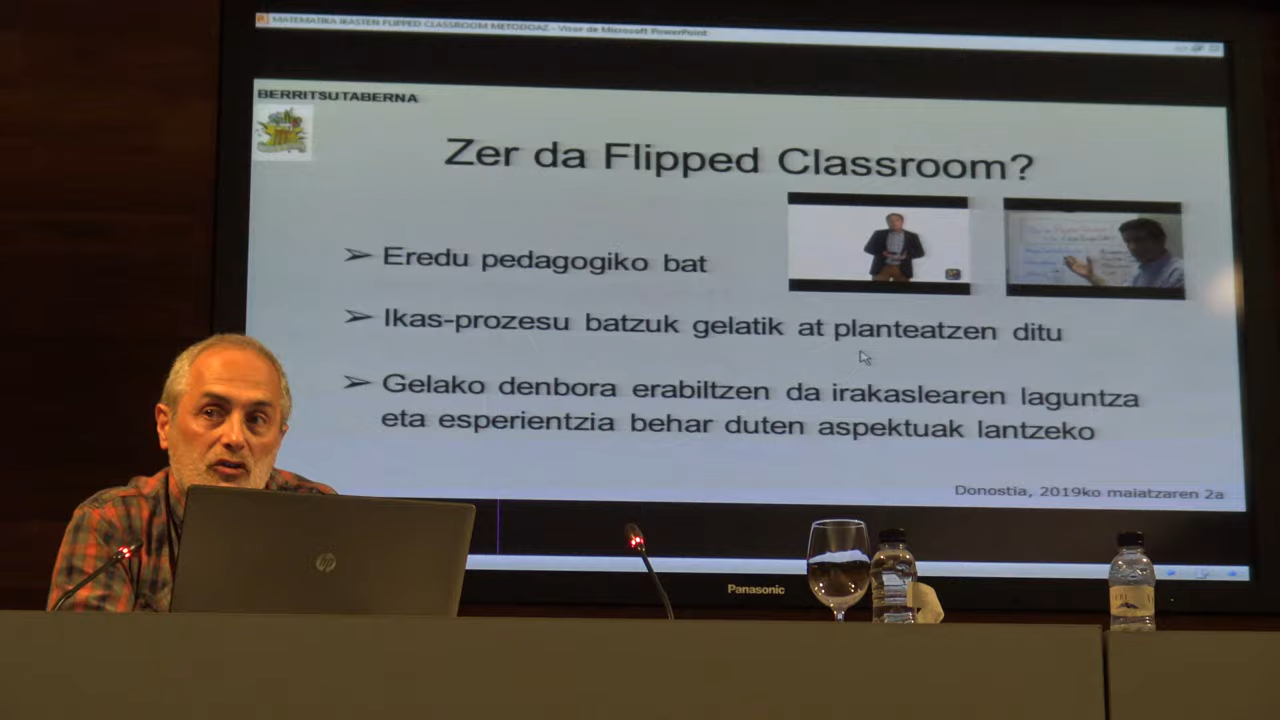 MATEMATIKA IKASTEN FLIPPED CLASSROOM METODOAZ - Visor de Microsoft PowerPoint
BERRITSUTABERNA
Zer da Flipped Classroom?
➢ Eredu pedagogiko bat
➢ Ikas-prozesu batzuk gelatik at planteatzen ditu
➢ Gelako denbora erabiltzen da irakaslearen laguntza
eta esperientzia behar duten aspektuak lantzeko
Donostia, 2019ko maiatzaren 2a
hp
Panasonic